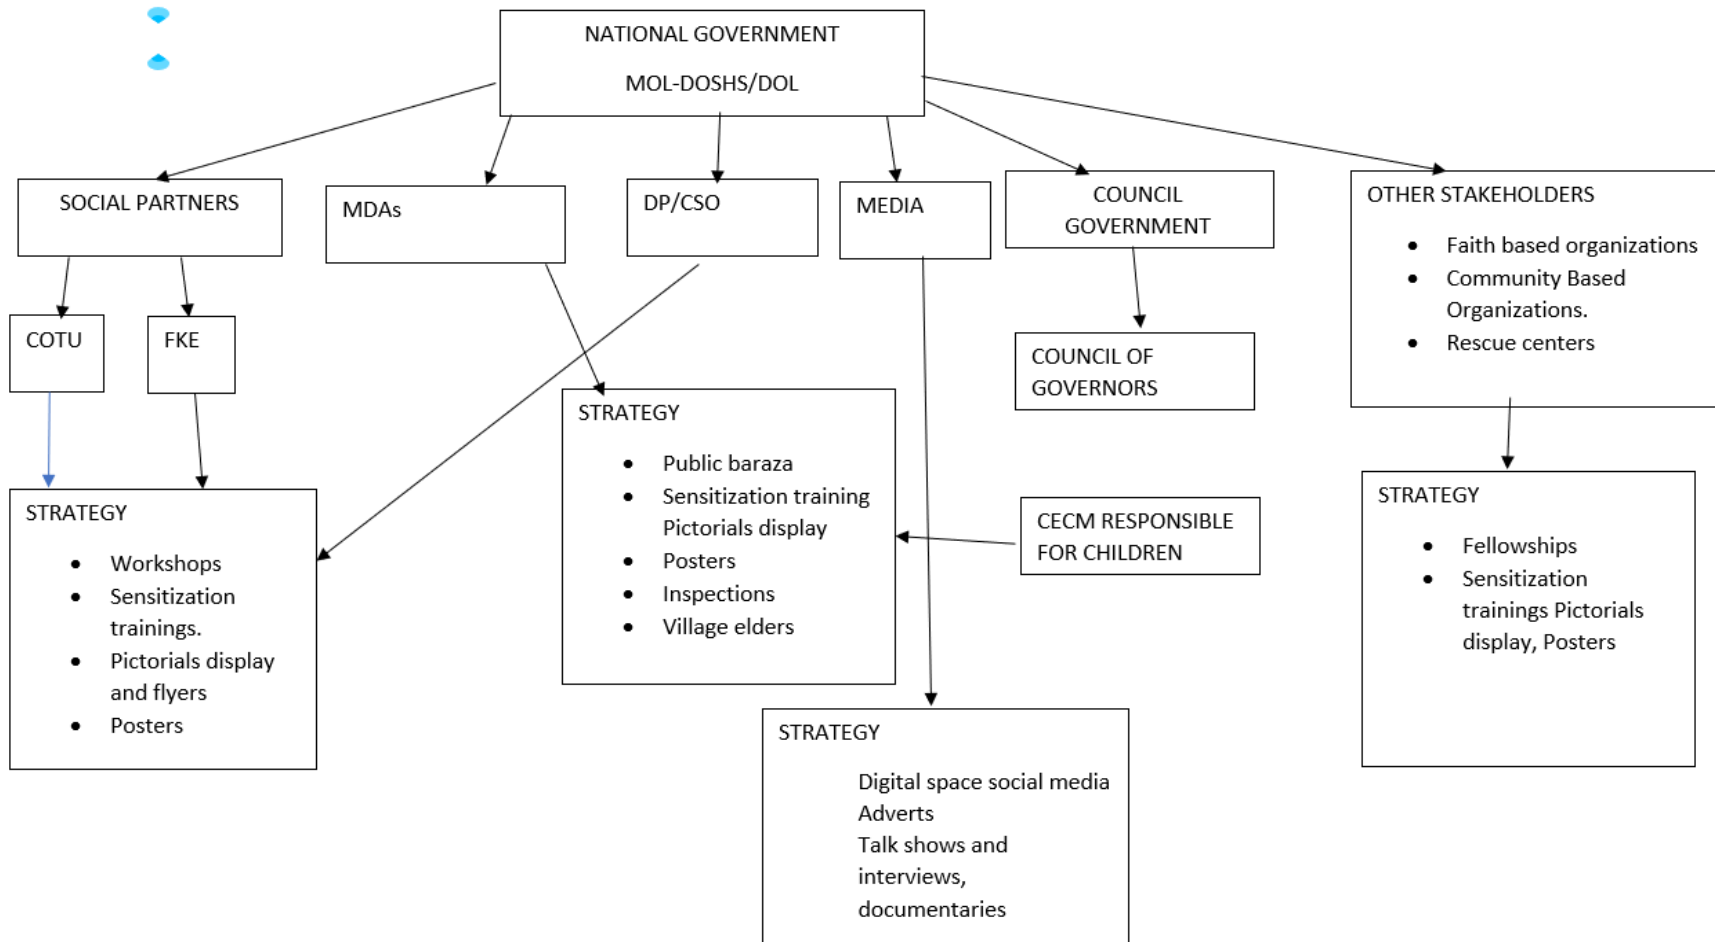 NATIONAL GOVERNMENT
MOL-DOSHS/DOL
SOCIAL PARTNERS
MDAs
DP/CSO
MEDIA
COUNCIL
GOVERNMENT
OTHER STAKEHOLDERS
• Faith based organizations
• Community Based
Organizations.
• Rescue centers
COTU
FKE
COUNCIL OF
GOVERNORS
STRATEGY
• Workshops
• Sensitization
trainings.
• Pictorials display
and flyers
• Posters
STRATEGY
• Public baraza
• Sensitization training
Pictorials display
• Posters
• Inspections
• Village elders
CECM RESPONSIBLE
FOR CHILDREN
STRATEGY
• Fellowships
• Sensitization
trainings Pictorials
display, Posters
STRATEGY
Digital space social media
Adverts
Talk shows and
interviews,
documentaries